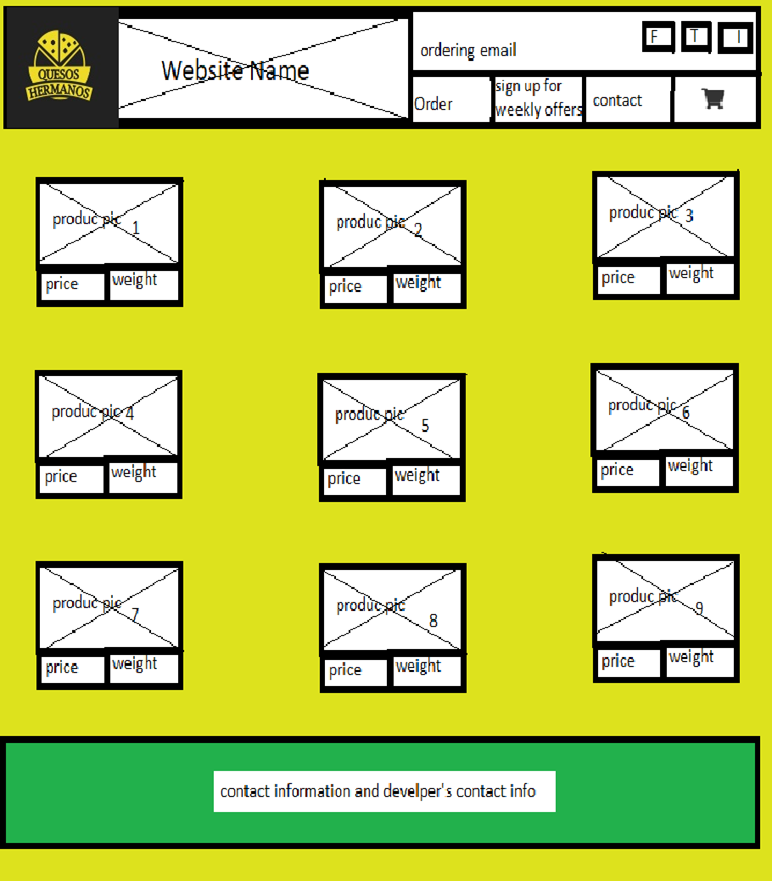 QUESOS
HERMANOS
Website Name
ordering email
F T I
Order
sign up for
weekly offers
contact
produc pic 1
price weight
produc pic 2
price weight
produc pic 3
price weight
produc pic 4
price weight
produc pic 5
price weight
produc pic 6
price weight
produc pic 7
price weight
produc pic 8
price weight
produc pic 9
price weight
contact information and develper's contact info